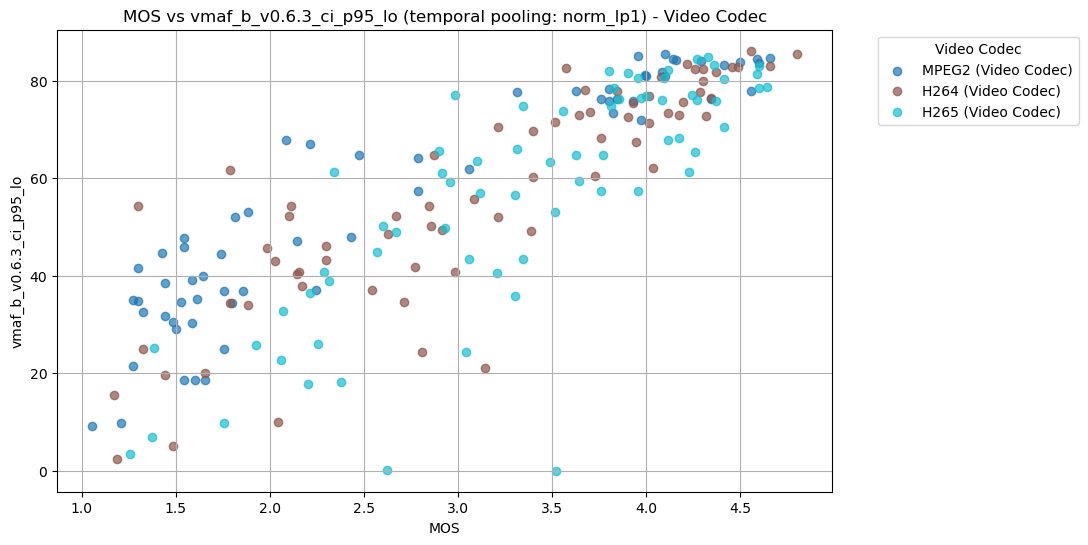 MOS vs vmaf_b_v0.6.3_ci_p95_lo (temporal pooling: norm_lp1) - Video Codec
Video Codec
MPEG2 (Video Codec)
H264 (Video Codec)
H265 (Video Codec)
vmaf_b_v0.6.3_ci_p95_lo
80
60
40
20
0
1.0 1.5 2.0 2.5 3.0 3.5 4.0 4.5
MOS